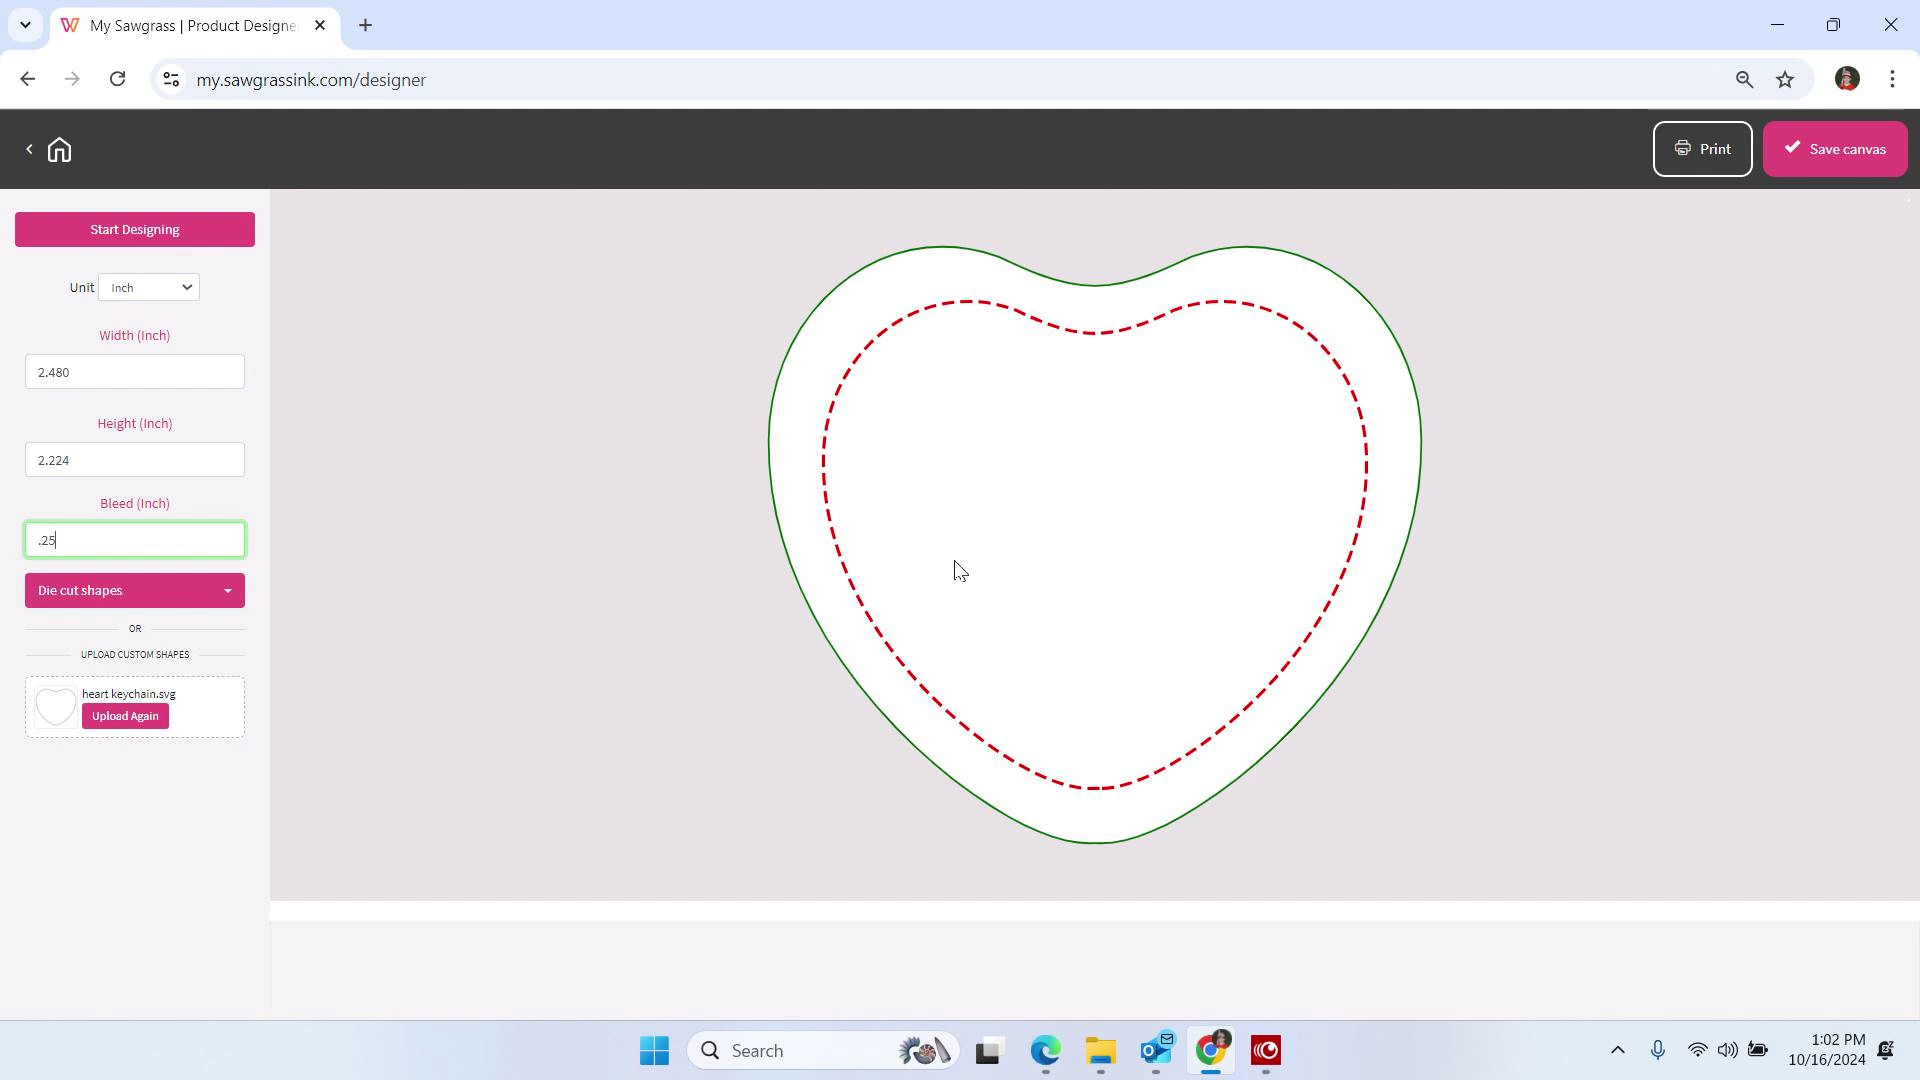 My Sawgrass | Product Designe
my.sawgrassink.com/designer
Print
Save canvas
Start Designing
Unit
Inch
Width (Inch)
2.480
Height (Inch)
2.224
Bleed (Inch)
.25
Die cut shapes
OR
UPLOAD CUSTOM SHAPES
heart keychain.svg
Upload Again
Search
1:02 PM
10/16/2024